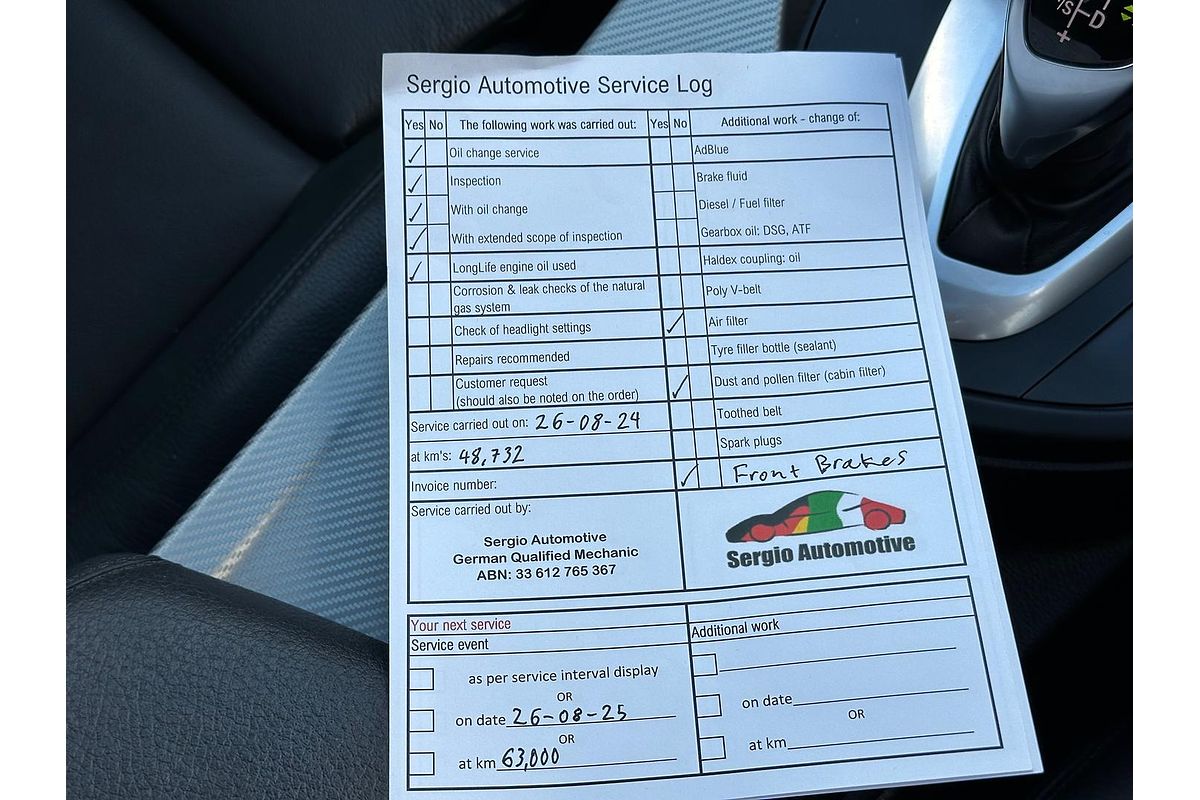 Sergio Automotive Service Log
Yes No The following work was carried out:
✓ Oil change service
✓ Inspection
✓ With oil change
✓ With extended scope of inspection
✓ LongLife engine oil used
Corrosion & leak checks of the natural
gas system
Check of headlight settings
Repairs recommended
Customer request
(should also be noted on the order)
Service carried out on: 26-08-24
at km's: 48,732
Invoice number:
Service carried out by:
Sergio Automotive
German Qualified Mechanic
ABN: 33 612 765 367
Yes No Additional work - change of:
AdBlue
Brake fluid
Diesel / Fuel filter
Gearbox oil: DSG, ATF
Haldex coupling: oil
Poly V-belt
✓ Air filter
Tyre filler bottle (sealant)
✓ Dust and pollen filter (cabin filter)
Toothed belt
Spark plugs
✓ Front Brakes
Sergio Automotive
Your next service
Service event
as per service interval display
OR
on date 26-08-25
OR
at km 63,000
Additional work
on date
OR
at km
D
+